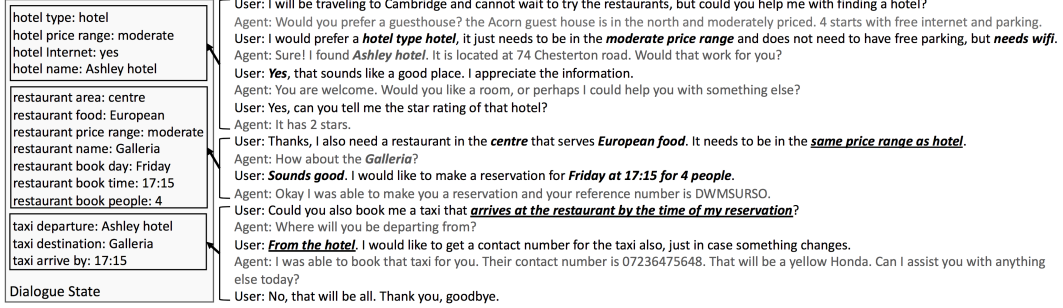 hotel type: hotel
hotel price range: moderate
hotel Internet: yes
hotel name: Ashley hotel
restaurant area: centre
restaurant food: European
restaurant price range: moderate
restaurant name: Galleria
restaurant book day: Friday
restaurant book time: 17:15
restaurant book people: 4
taxi departure: Ashley hotel
taxi destination: Galleria
taxi arrive by: 17:15
Dialogue State
User: I will be traveling to Cambridge and cannot wait to try the restaurants, but could you help me with finding a hotel?
Agent: Would you prefer a guesthouse? the Acorn guest house is in the north and moderately priced. 4 starts with free internet and parking.
User: I would prefer a hotel type hotel, it just needs to be in the moderate price range and does not need to have free parking, but needs wifi.
Agent: Sure! I found Ashley hotel. It is located at 74 Chesterton road. Would that work for you?
User: Yes, that sounds like a good place. I appreciate the information.
Agent: You are welcome. Would you like a room, or perhaps I could help you with something else?
User: Yes, can you tell me the star rating of that hotel?
Agent: It has 2 stars.
User: Thanks, I also need a restaurant in the centre that serves European food. It needs to be in the same price range as hotel.
Agent: How about the Galleria?
User: Sounds good. I would like to make a reservation for Friday at 17:15 for 4 people.
Agent: Okay I was able to make you a reservation and your reference number is DWMSURSO.
User: Could you also book me a taxi that arrives at the restaurant by the time of my reservation?
Agent: Where will you be departing from?
User: From the hotel. I would like to get a contact number for the taxi also, just in case something changes.
Agent: I was able to book that taxi for you. Their contact number is 07236475648. That will be a yellow Honda. Can I assist you with anything
else today?
User: No, that will be all. Thank you, goodbye.